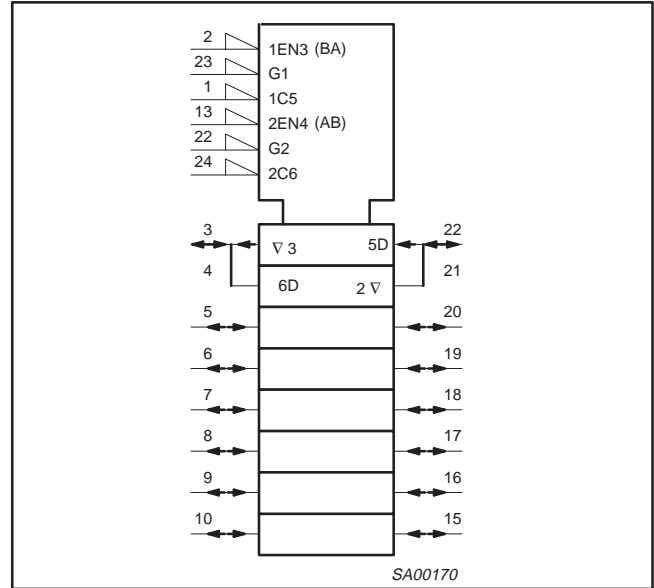 2 1EN3 (BA)
23 G1
1 1C5
13 2EN4 (AB)
22 G2
24 2C6
3 ∇ 3 5D 22
4 6D 2 ∇ 21
5 20
6 19
7 18
8 17
9 16
10 15
SA00170